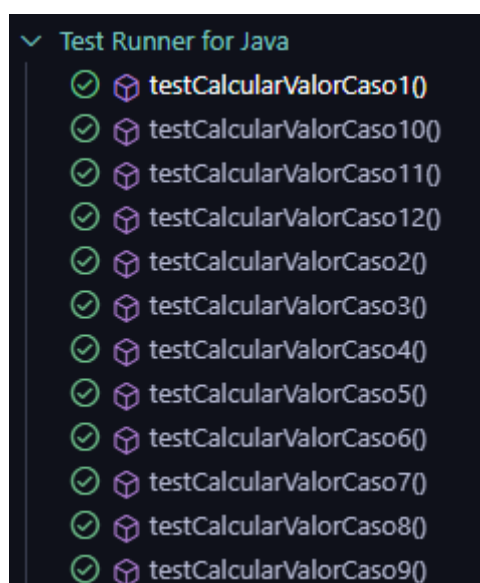 Test Runner for Java
testCalcularValorCaso1()
testCalcularValorCaso10()
testCalcularValorCaso11()
testCalcularValorCaso12()
testCalcularValorCaso2()
testCalcularValorCaso3()
testCalcularValorCaso4()
testCalcularValorCaso5()
testCalcularValorCaso6()
testCalcularValorCaso7()
testCalcularValorCaso8()
testCalcularValorCaso9()